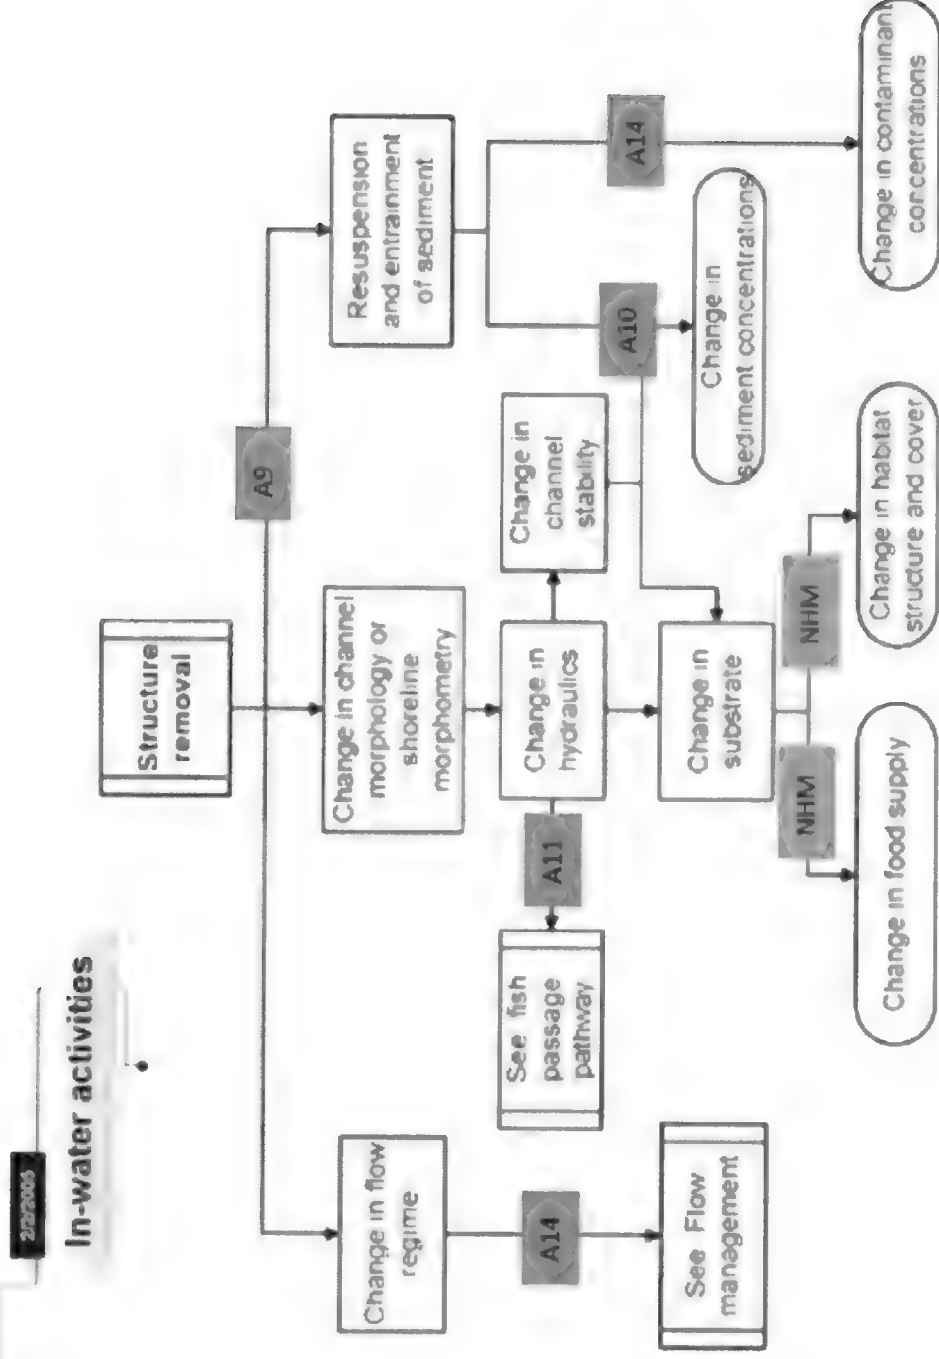 2/2/2006
In-water activities
Structure
removal
A9
Change in flow
regime
Change in channel
morphology or
shoreline
morphometry
Resuspension
and entrainment
of sediment
A14
See Flow
management
See fish
passage
pathway
A11
Change in
hydraulics
Change in
channel
stability
A10
A14
Change in
substrate
Change in
sediment concentrations
NHM
NHM
Change in food supply
Change in habitat
structure and cover
Change in contaminant
concentrations